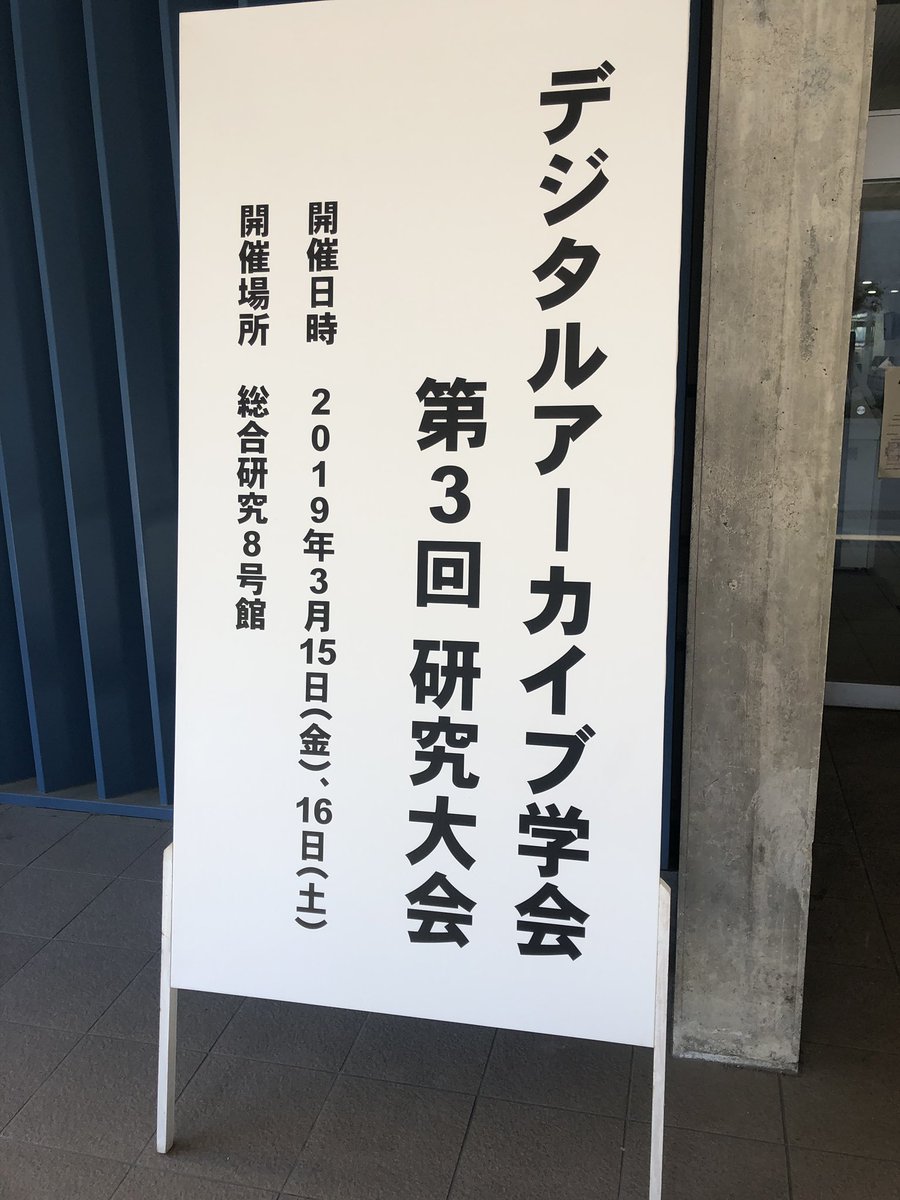 デジタルアーカイブ学会
第3回 研究大会
開催日時 2019年3月15日(金)、16日(土)
開催場所 総合研究8号館